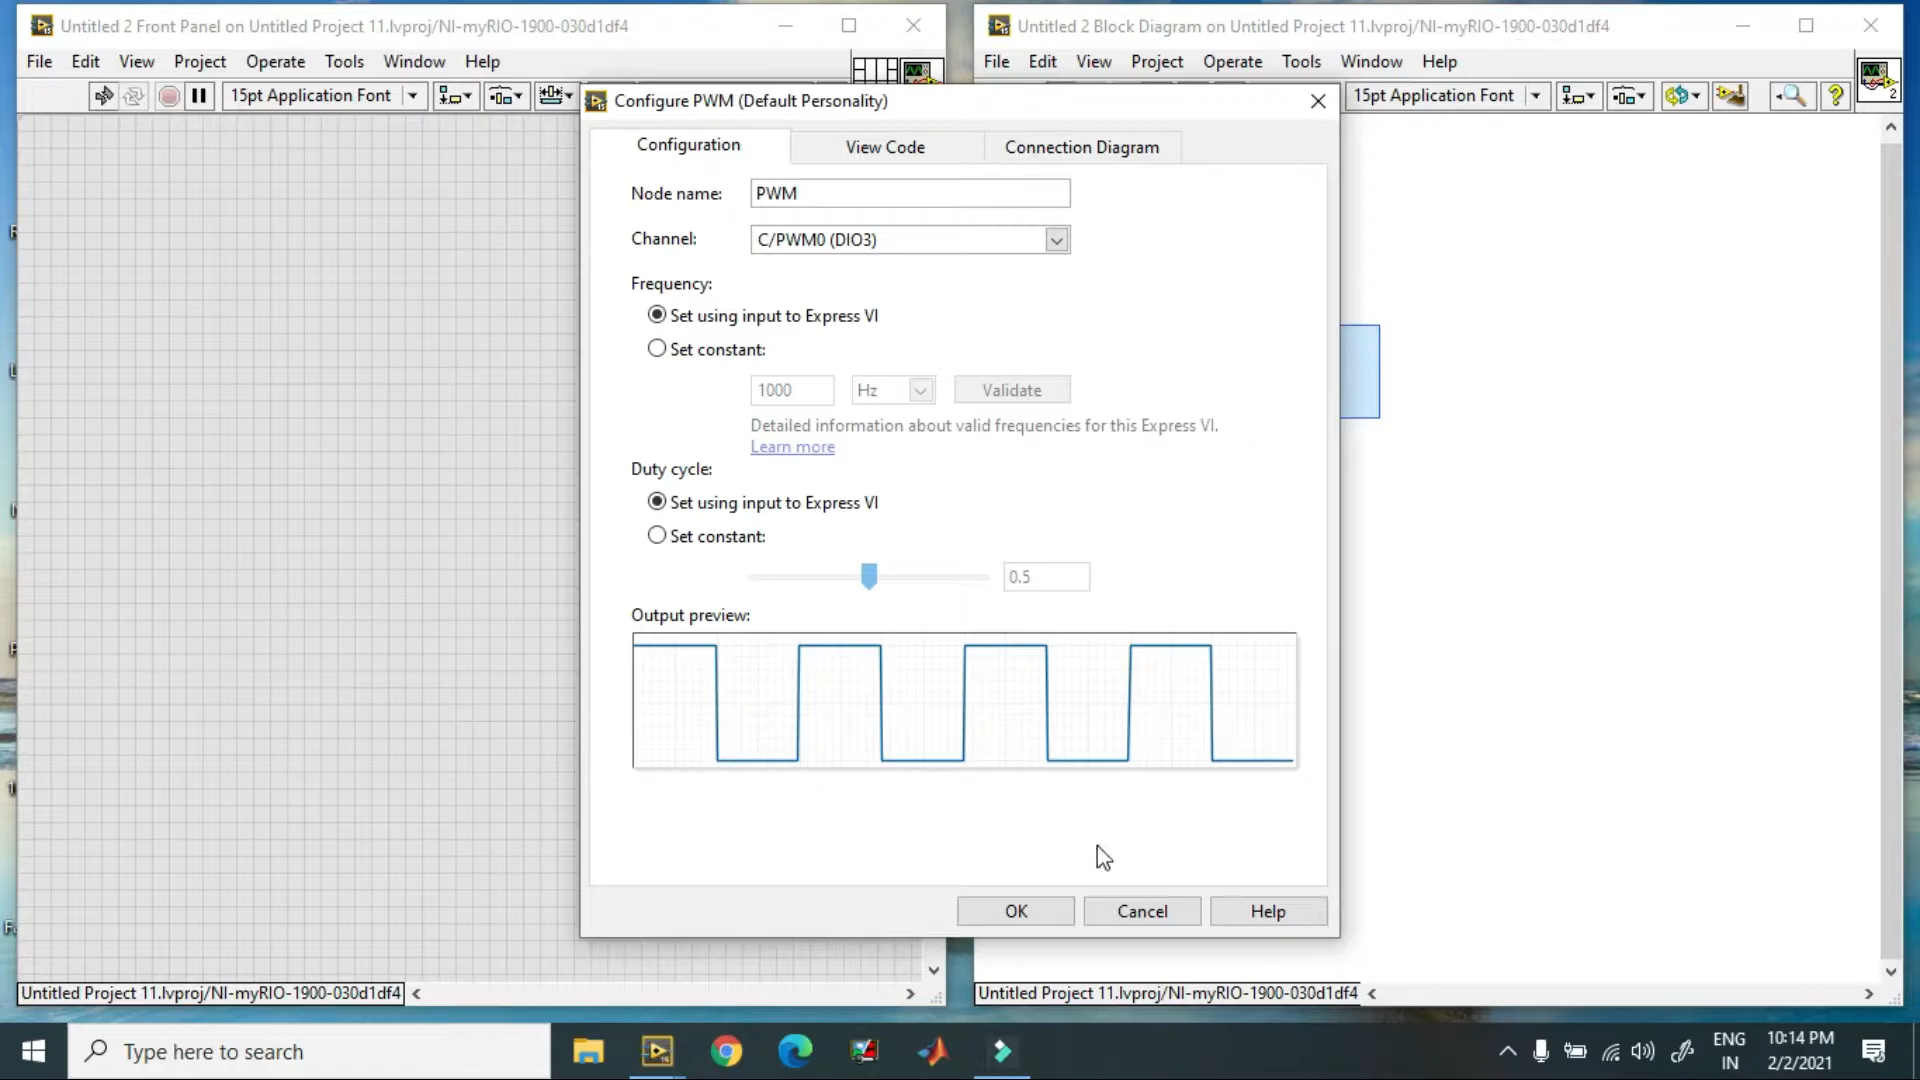 Untitled 2 Front Panel on Untitled Project 11.lvproj/NI-myRIO-1900-030d1df4
File Edit View Project Operate Tools Window Help
15pt Application Font
Untitled 2 Block Diagram on Untitled Project 11.lvproj/NI-myRIO-1900-030d1df4
File Edit View Project Operate Tools Window Help
15pt Application Font
?
2
Configure PWM (Default Personality)
Configuration View Code Connection Diagram
Node name: PWM
Channel: C/PWM0 (DIO3)
Frequency:
Set using input to Express VI
Set constant:
1000 Hz Validate
Detailed information about valid frequencies for this Express VI.
Learn more
Duty cycle:
Set using input to Express VI
Set constant:
0.5
Output preview:
OK Cancel Help
Untitled Project 11.lvproj/NI-myRIO-1900-030d1df4
Untitled Project 11.lvproj/NI-myRIO-1900-030d1df4
Type here to search
ENG
IN
10:14 PM
2/2/2021